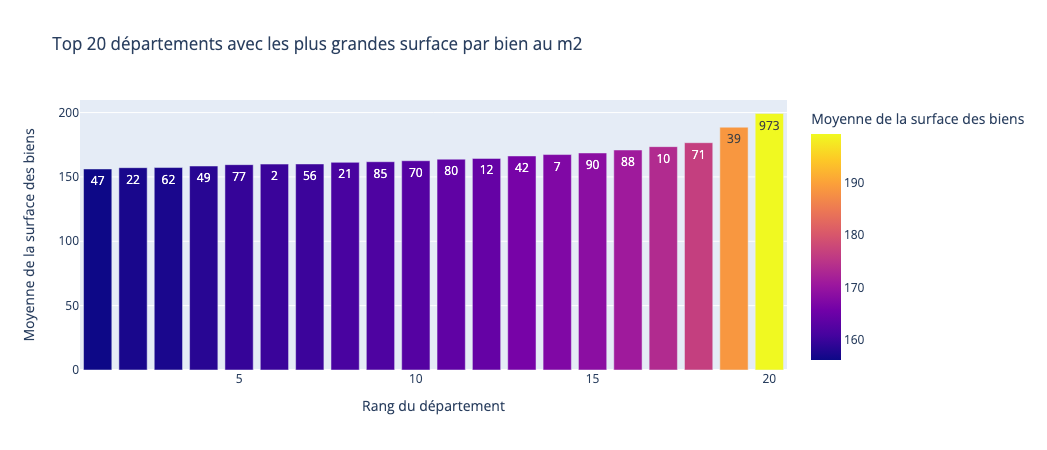 Top 20 départements avec les plus grandes surface par bien au m2
Moyenne de la surface des biens
200
150
100
50
0
47 22 62 49 77 2 56 21 85 70 80 12 42 7 90 88 10 71 39 973
5 10 15 20
Rang du département
Moyenne de la surface des biens
190
180
170
160